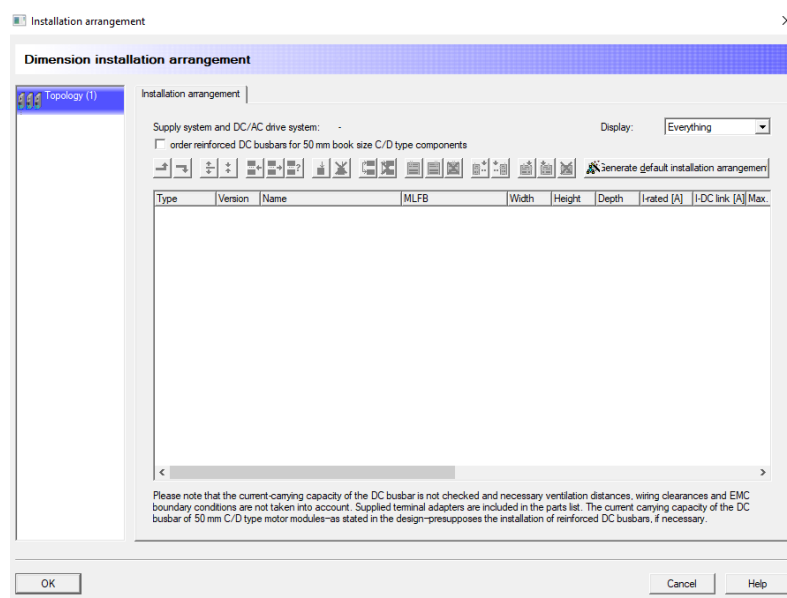 Installation arrangement
Dimension installation arrangement
Topology (1)
Installation arrangement
Supply system and DC/AC drive system: -
Display: Everything
order reinforced DC busbars for 50 mm book size C/D type components
Generate default installation arrangemen
Type Version Name MLFB Width Height Depth I-rated [A] I-DC link [A] Max.
Please note that the current-carrying capacity of the DC busbar is not checked and necessary ventilation distances, wiring clearances and EMC
boundary conditions are not taken into account. Supplied terminal adapters are included in the parts list. The current carrying capacity of the DC
busbar of 50 mm C/D type motor modules–as stated in the design–presupposes the installation of reinforced DC busbars, if necessary.
OK Cancel Help